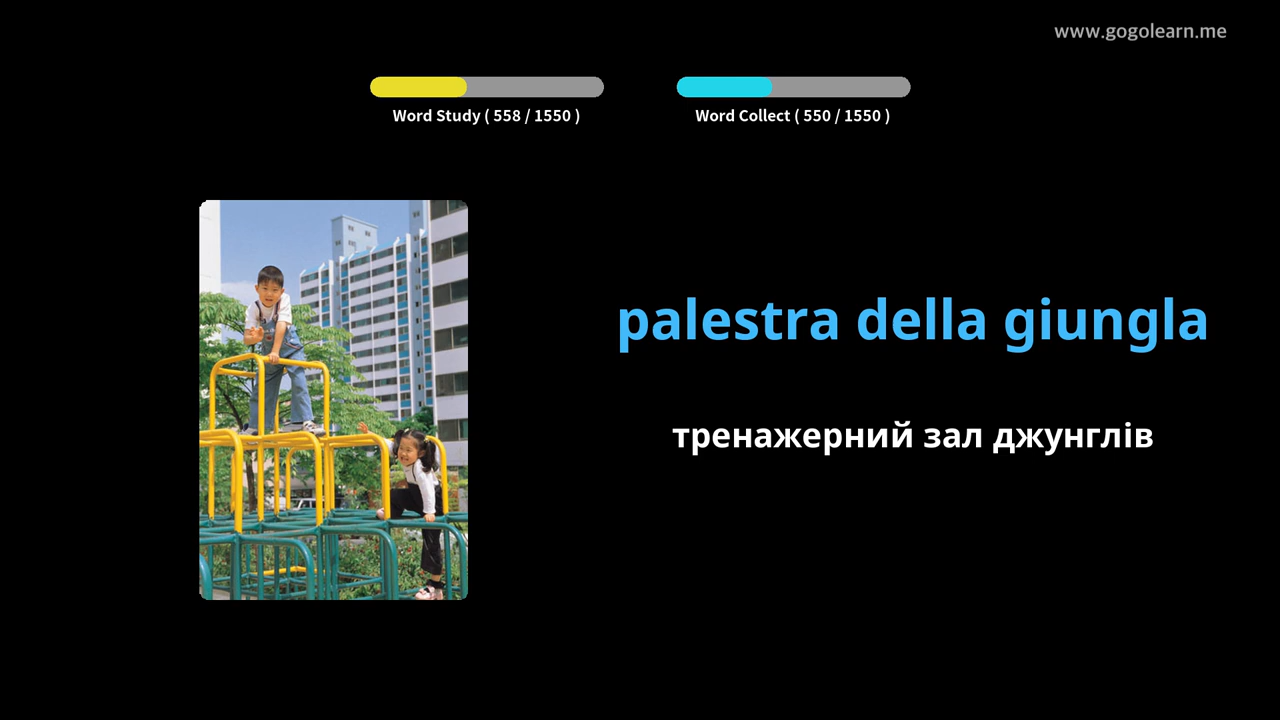 www.gogolearn.me
Word Study ( 558 / 1550 )
Word Collect ( 550 / 1550 )
palestra della giungla
тренажерний зал джунглів